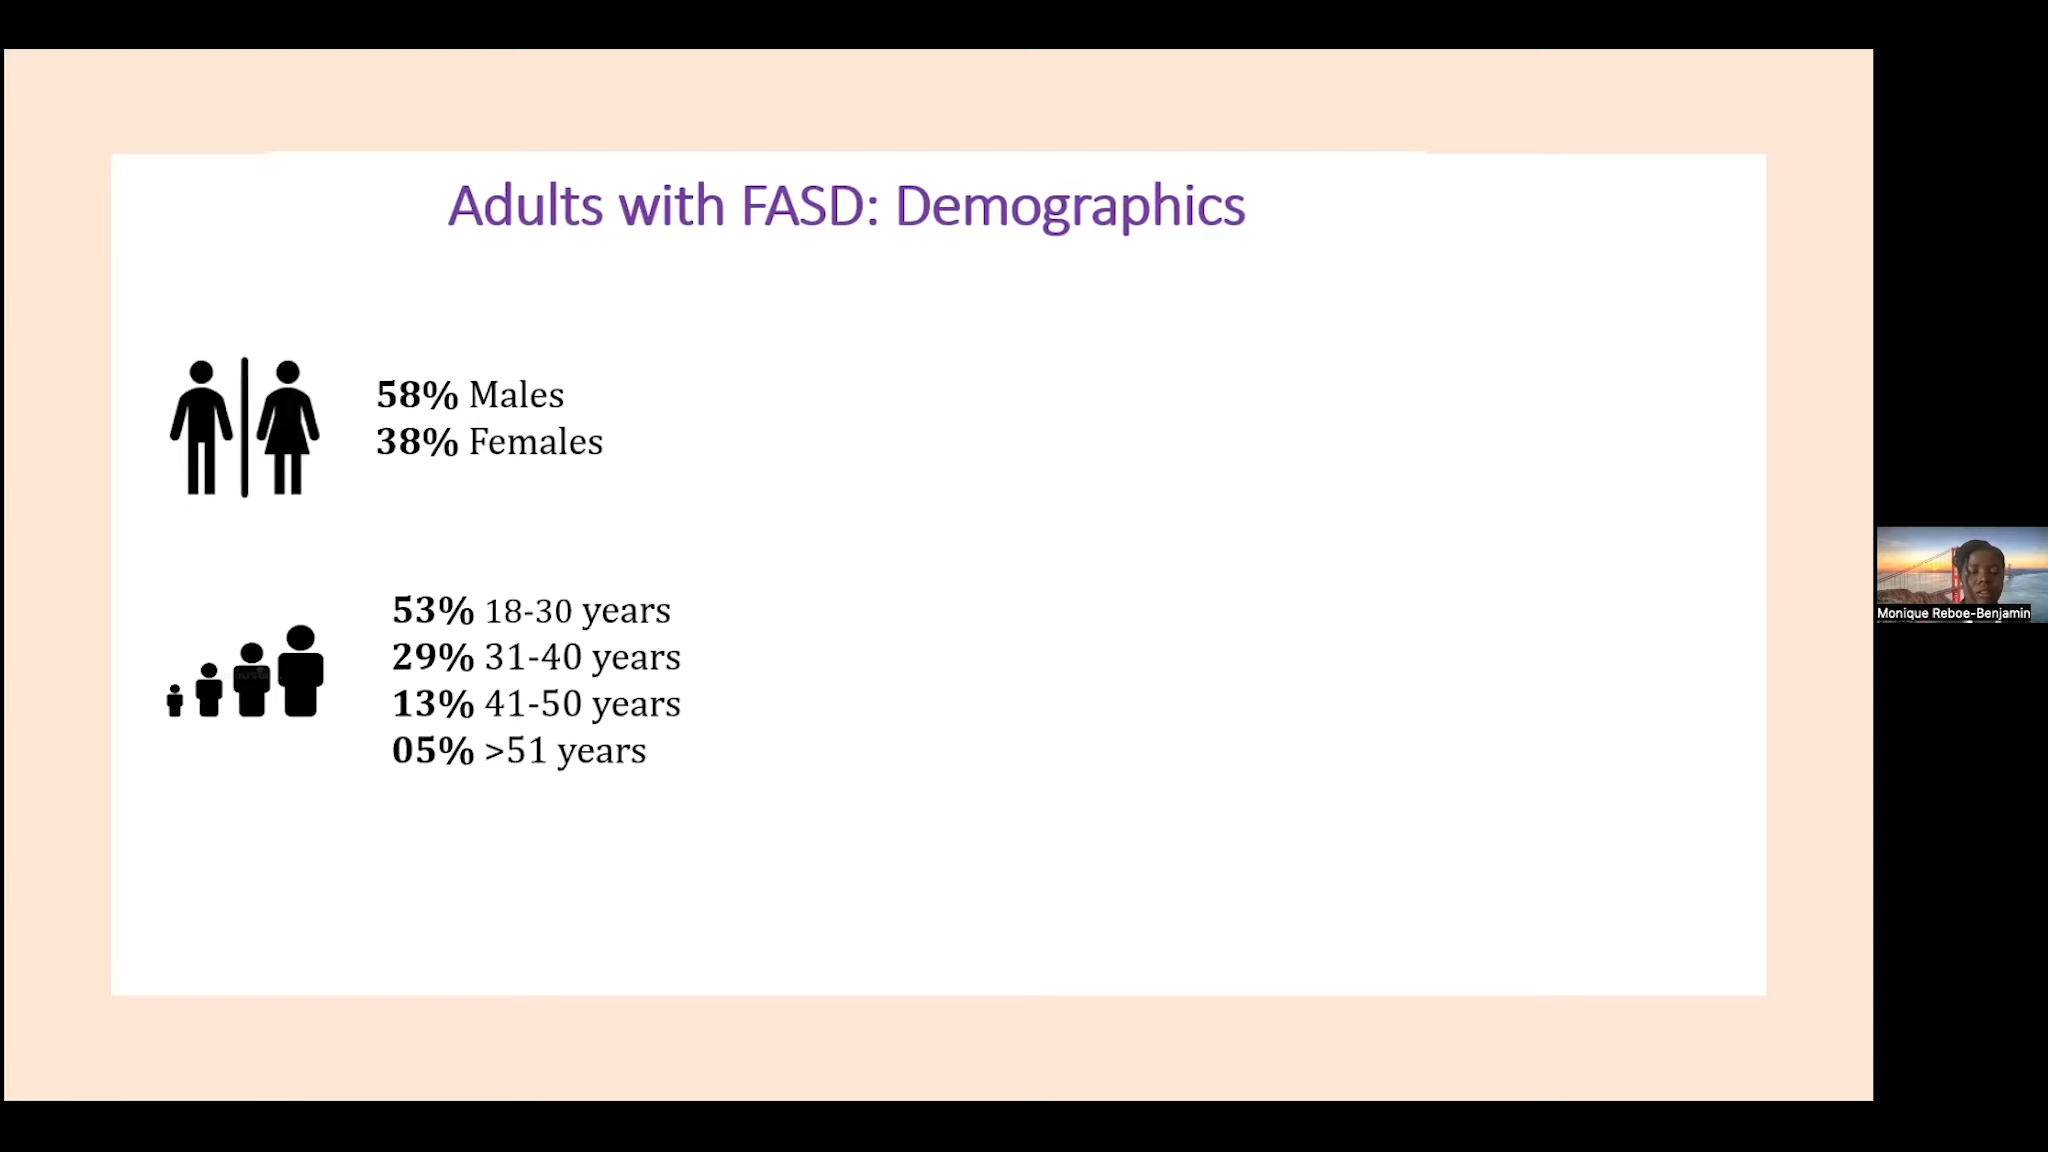 Adults with FASD: Demographics
58% Males
38% Females
53% 18-30 years
29% 31-40 years
13% 41-50 years
05% >51 years
Monique Reboe-Benjamin